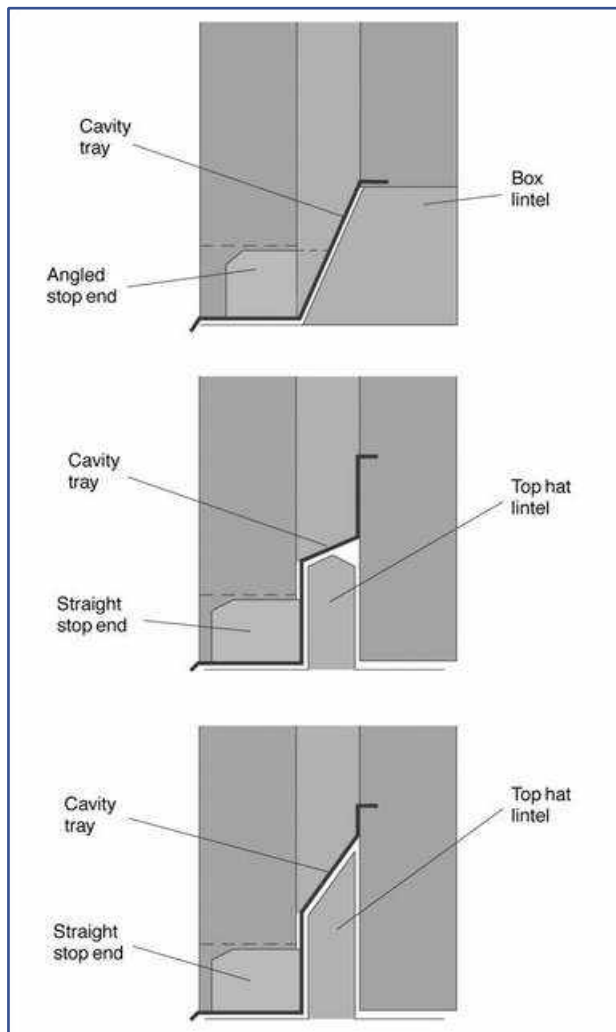 Cavity
tray
Box
lintel
Angled
stop end
Cavity
tray
Top hat
lintel
Straight
stop end
Cavity
tray
Top hat
lintel
Straight
stop end